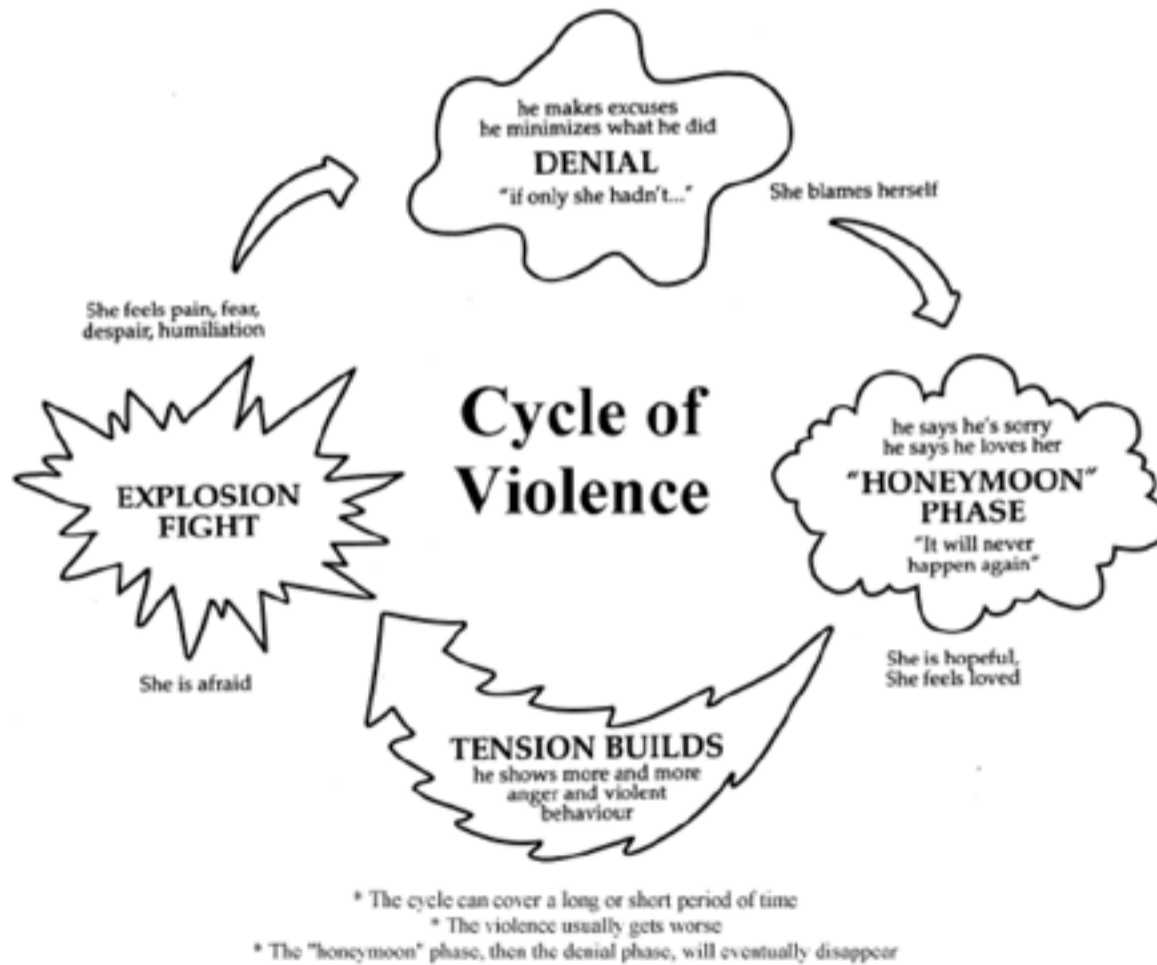 he makes excuses
he minimizes what he did
DENIAL
"if only she hadn't..."
She blames herself
She feels pain, fear,
despair, humiliation
Cycle of
Violence
he says he's sorry
he says he loves her
"HONEYMOON"
PHASE
"It will never
happen again"
EXPLOSION
FIGHT
She is hopeful,
She feels loved
She is afraid
TENSION BUILDS
he shows more and more
anger and violent
behaviour
* The cycle can cover a long or short period of time
* The violence usually gets worse
* The "honeymoon" phase, then the denial phase, will eventually disappear